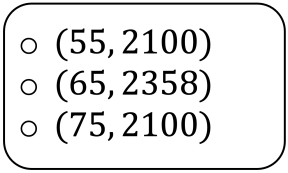 ○ (55, 2100)
○ (65, 2358)
○ (75, 2100)